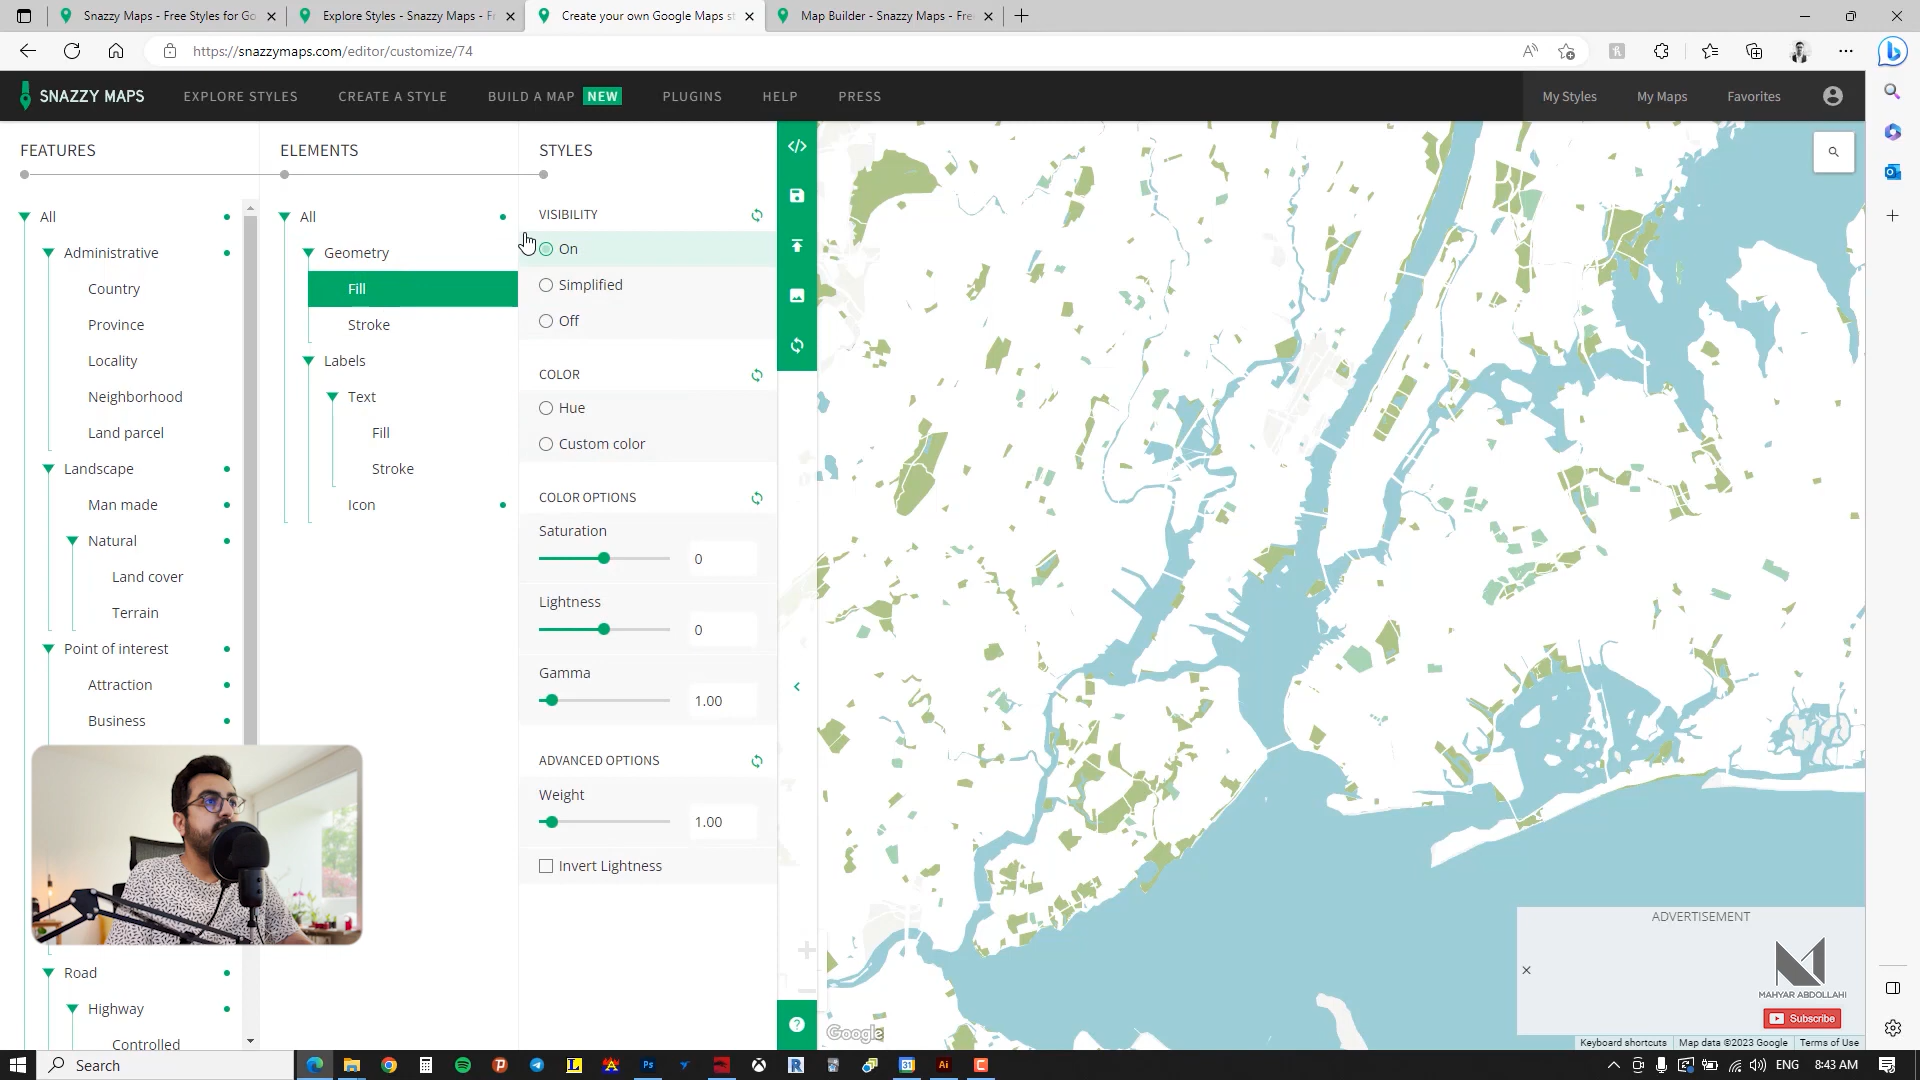 Snazzy Maps - Free Styles for Go
Explore Styles - Snazzy Maps - Fr
Create your own Google Maps st
Map Builder - Snazzy Maps - Fre
https://snazzymaps.com/editor/customize/74
SNAZZY MAPS
EXPLORE STYLES
CREATE A STYLE
BUILD A MAP NEW
PLUGINS
HELP
PRESS
My Styles
My Maps
Favorites
FEATURES
All
Administrative
Country
Province
Locality
Neighborhood
Land parcel
Landscape
Man made
Natural
Land cover
Terrain
Point of interest
Attraction
Business
Road
Highway
Controlled
ELEMENTS
All
Geometry
Fill
Stroke
Labels
Text
Fill
Stroke
Icon
STYLES
VISIBILITY
On
Simplified
Off
COLOR
Hue
Custom color
COLOR OPTIONS
Saturation
0
Lightness
0
Gamma
1.00
ADVANCED OPTIONS
Weight
1.00
Invert Lightness
Google
ADVERTISEMENT
MAHYAR ABDOLLAHI
Subscribe
Keyboard shortcuts
Map data ©2023 Google
Terms of Use
Search
ENG
8:43 AM